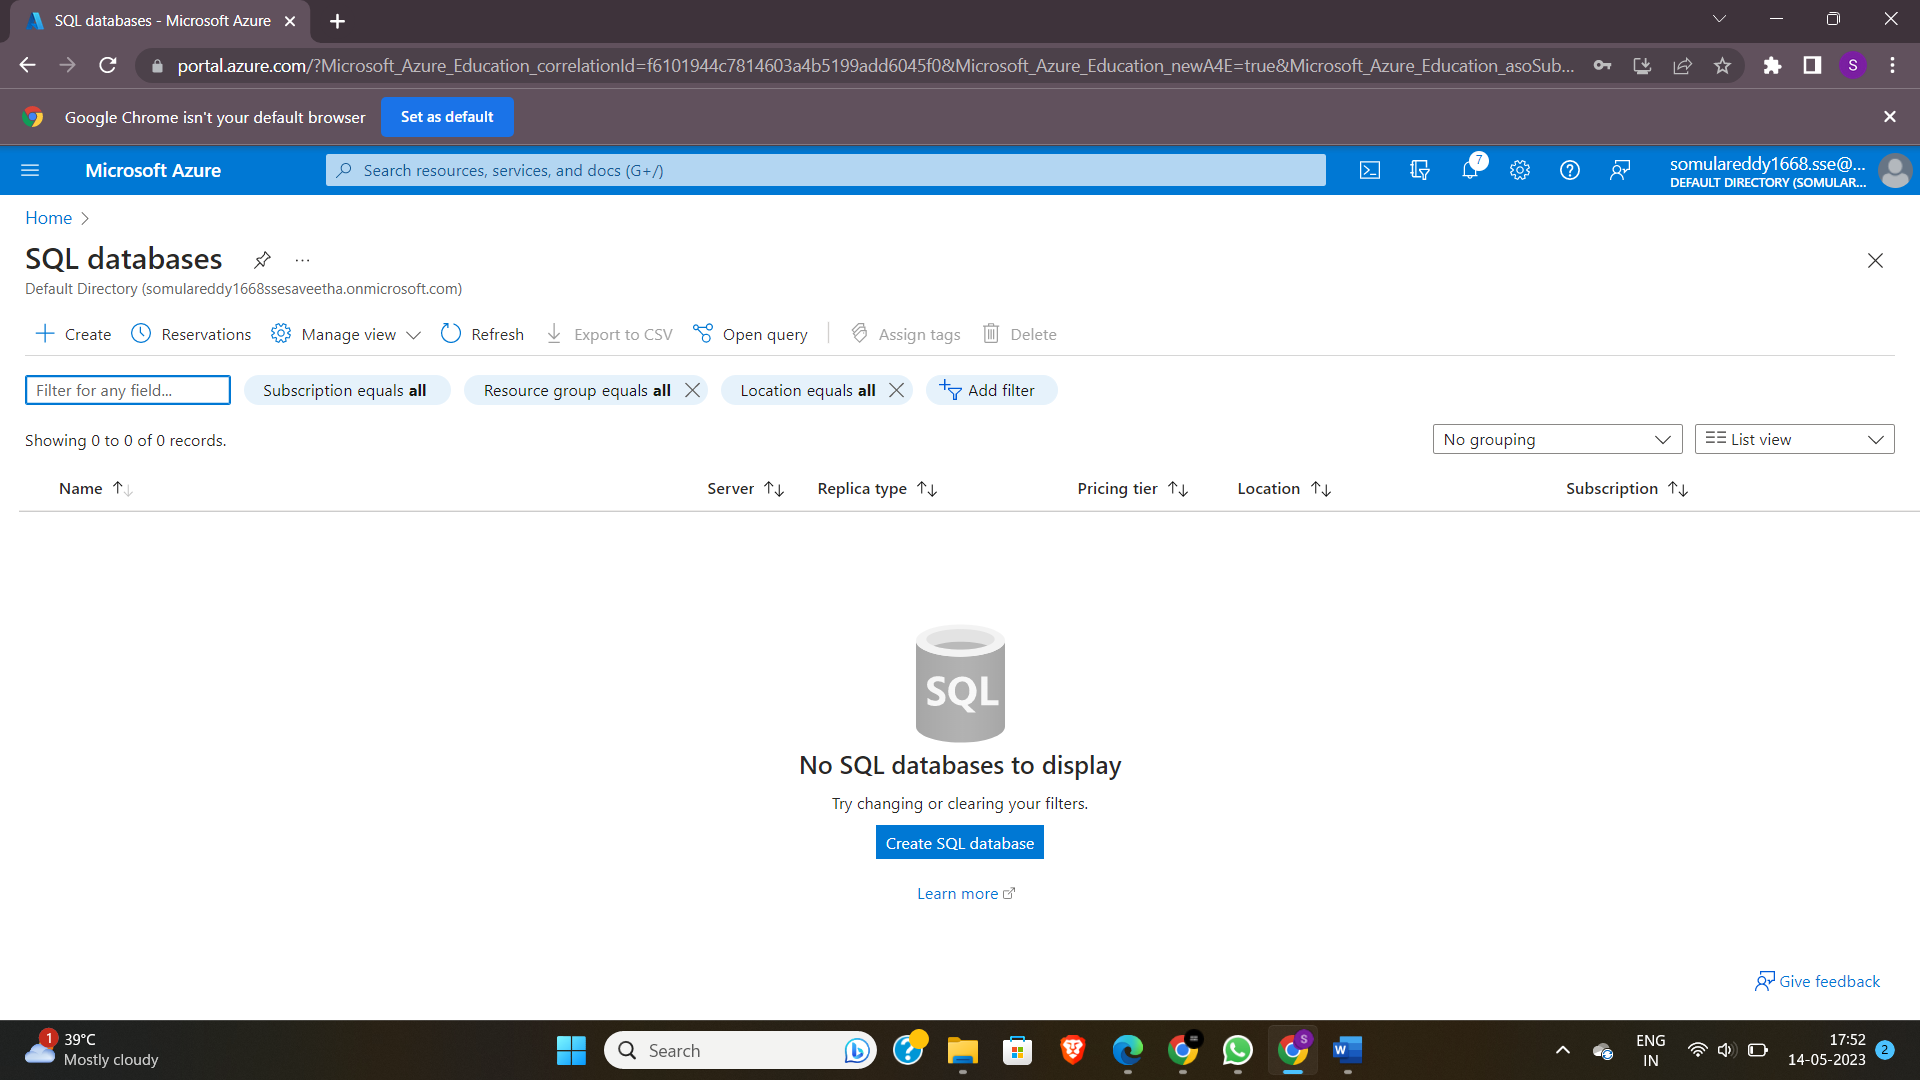 SQL databases - Microsoft Azure
portal.azure.com/?Microsoft_Azure_Education_correlationId=f6101944c7814603a4b5199add6045f0&Microsoft_Azure_Education_newA4E=true&Microsoft_Azure_Education_asoSub...
S
Google Chrome isn't your default browser
Set as default
Microsoft Azure
Search resources, services, and docs (G+/)
7
somulareddy1668.sse@...
DEFAULT DIRECTORY (SOMULAR...
Home
SQL databases
Default Directory (somulareddy1668ssesaveetha.onmicrosoft.com)
Create
Reservations
Manage view
Refresh
Export to CSV
Open query
Assign tags
Delete
Filter for any field...
Subscription equals all
Resource group equals all
Location equals all
Add filter
Showing 0 to 0 of 0 records.
No grouping
List view
Name
Server
Replica type
Pricing tier
Location
Subscription
SQL
No SQL databases to display
Try changing or clearing your filters.
Create SQL database
Learn more
Give feedback
1
39°C
Mostly cloudy
Search
S
W
ENG
IN
17:52
14-05-2023
2